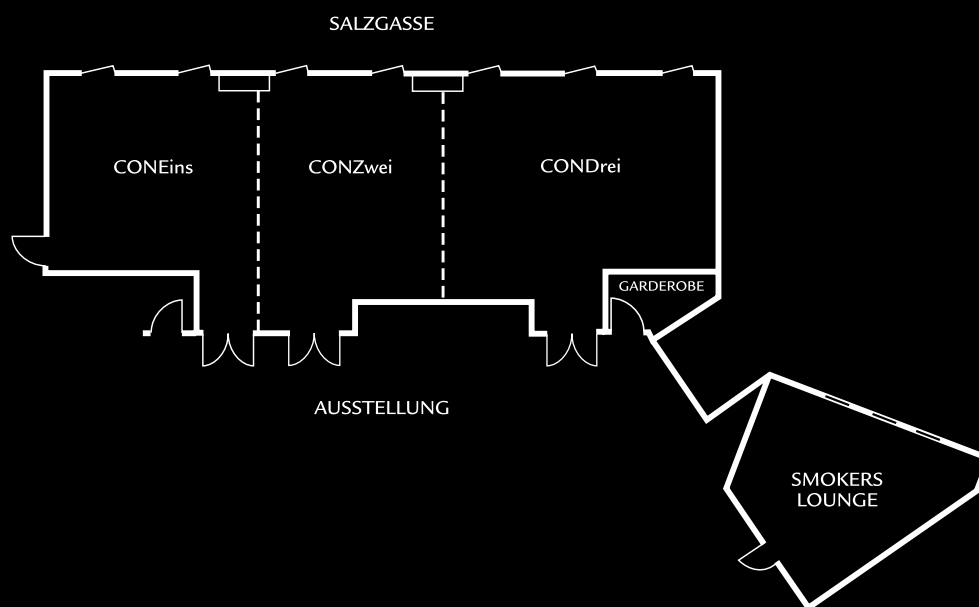 SALZGASSE
CONEins
CONZwei
CONDrei
GARDEROBE
AUSSTELLUNG
SMOKERS
LOUNGE